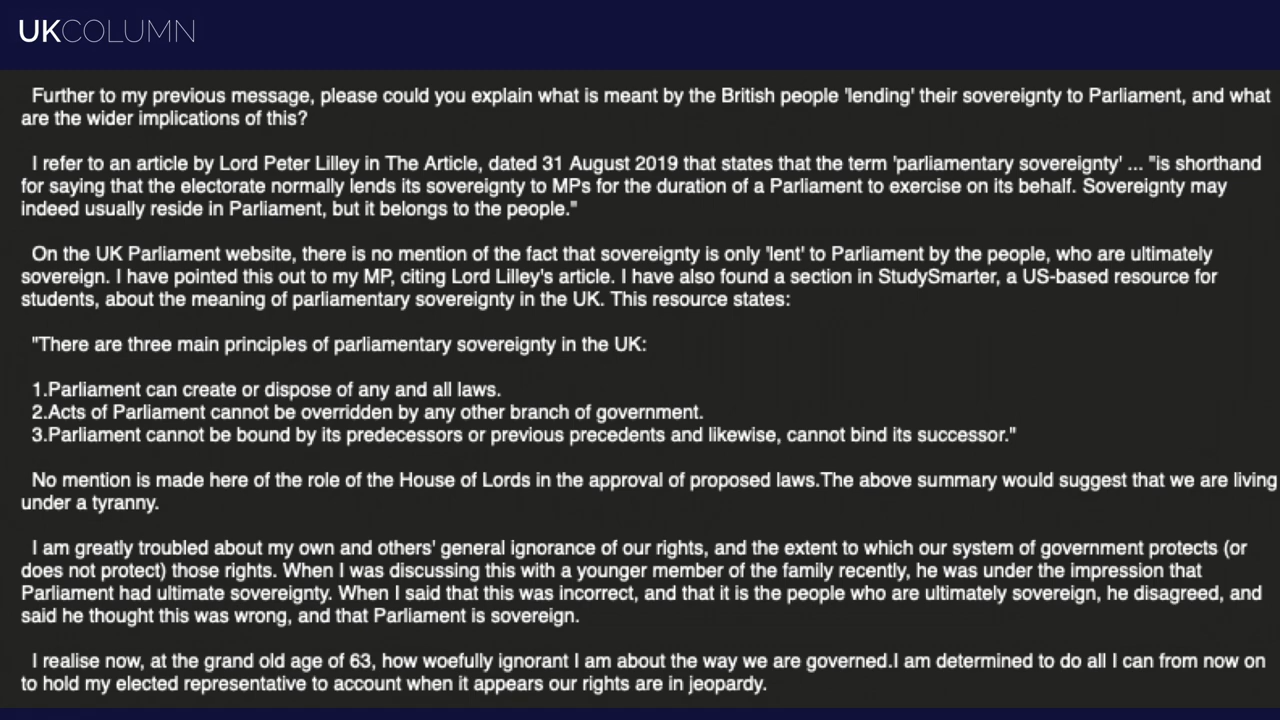 UKCOLUMN
Further to my previous message, please could you explain what is meant by the British people 'lending' their sovereignty to Parliament, and what
are the wider implications of this?
I refer to an article by Lord Peter Lilley in The Article, dated 31 August 2019 that states that the term 'parliamentary sovereignty' ... "is shorthand
for saying that the electorate normally lends its sovereignty to MPs for the duration of a Parliament to exercise on its behalf. Sovereignty may
indeed usually reside in Parliament, but it belongs to the people."
On the UK Parliament website, there is no mention of the fact that sovereignty is only 'lent' to Parliament by the people, who are ultimately
sovereign. I have pointed this out to my MP, citing Lord Lilley's article. I have also found a section in StudySmarter, a US-based resource for
students, about the meaning of parliamentary sovereignty in the UK. This resource states:
"There are three main principles of parliamentary sovereignty in the UK:
1.Parliament can create or dispose of any and all laws.
2.Acts of Parliament cannot be overridden by any other branch of government.
3.Parliament cannot be bound by its predecessors or previous precedents and likewise, cannot bind its successor."
No mention is made here of the role of the House of Lords in the approval of proposed laws.The above summary would suggest that we are living
under a tyranny.
I am greatly troubled about my own and others' general ignorance of our rights, and the extent to which our system of government protects (or
does not protect) those rights. When I was discussing this with a younger member of the family recently, he was under the impression that
Parliament had ultimate sovereignty. When I said that this was incorrect, and that it is the people who are ultimately sovereign, he disagreed, and
said he thought this was wrong, and that Parliament is sovereign.
I realise now, at the grand old age of 63, how woefully ignorant I am about the way we are governed.I am determined to do all I can from now on
to hold my elected representative to account when it appears our rights are in jeopardy.